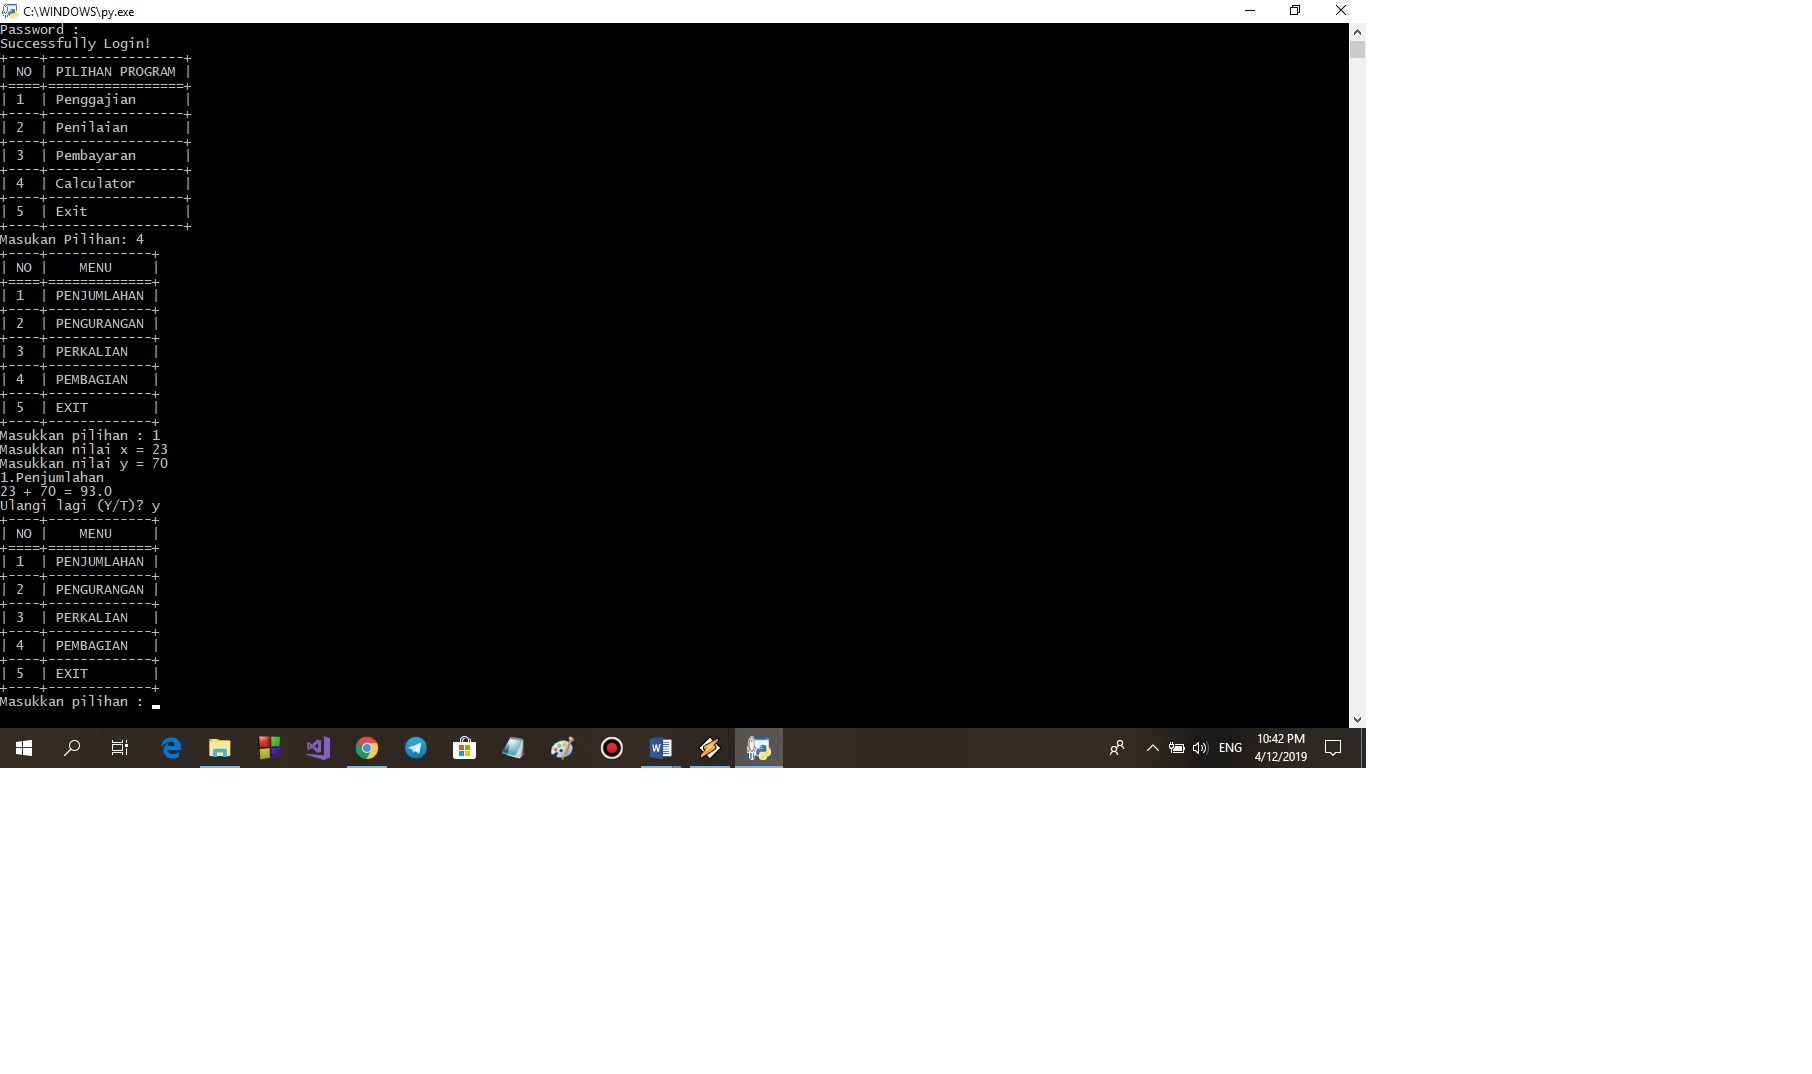 C:\WINDOWS\py.exe
Password :
Successfully Login!
+----+-----------------+
| NO | PILIHAN PROGRAM |
+====+=================+
| 1  | Penggajian      |
+----+-----------------+
| 2  | Penilaian       |
+----+-----------------+
| 3  | Pembayaran      |
+----+-----------------+
| 4  | Calculator      |
+----+-----------------+
| 5  | Exit            |
+----+-----------------+
Masukan Pilihan: 4
+----+-------------+
| NO |    MENU     |
+====+=============+
| 1  | PENJUMLAHAN |
+----+-------------+
| 2  | PENGURANGAN |
+----+-------------+
| 3  | PERKALIAN   |
+----+-------------+
| 4  | PEMBAGIAN   |
+----+-------------+
| 5  | EXIT        |
+----+-------------+
Masukkan pilihan : 1
Masukkan nilai x = 23
Masukkan nilai y = 70
1.Penjumlahan
23 + 70 = 93.0
Ulangi lagi (Y/T)? y
+----+-------------+
| NO |    MENU     |
+====+=============+
| 1  | PENJUMLAHAN |
+----+-------------+
| 2  | PENGURANGAN |
+----+-------------+
| 3  | PERKALIAN   |
+----+-------------+
| 4  | PEMBAGIAN   |
+----+-------------+
| 5  | EXIT        |
+----+-------------+
Masukkan pilihan :
ENG
10:42 PM
4/12/2019